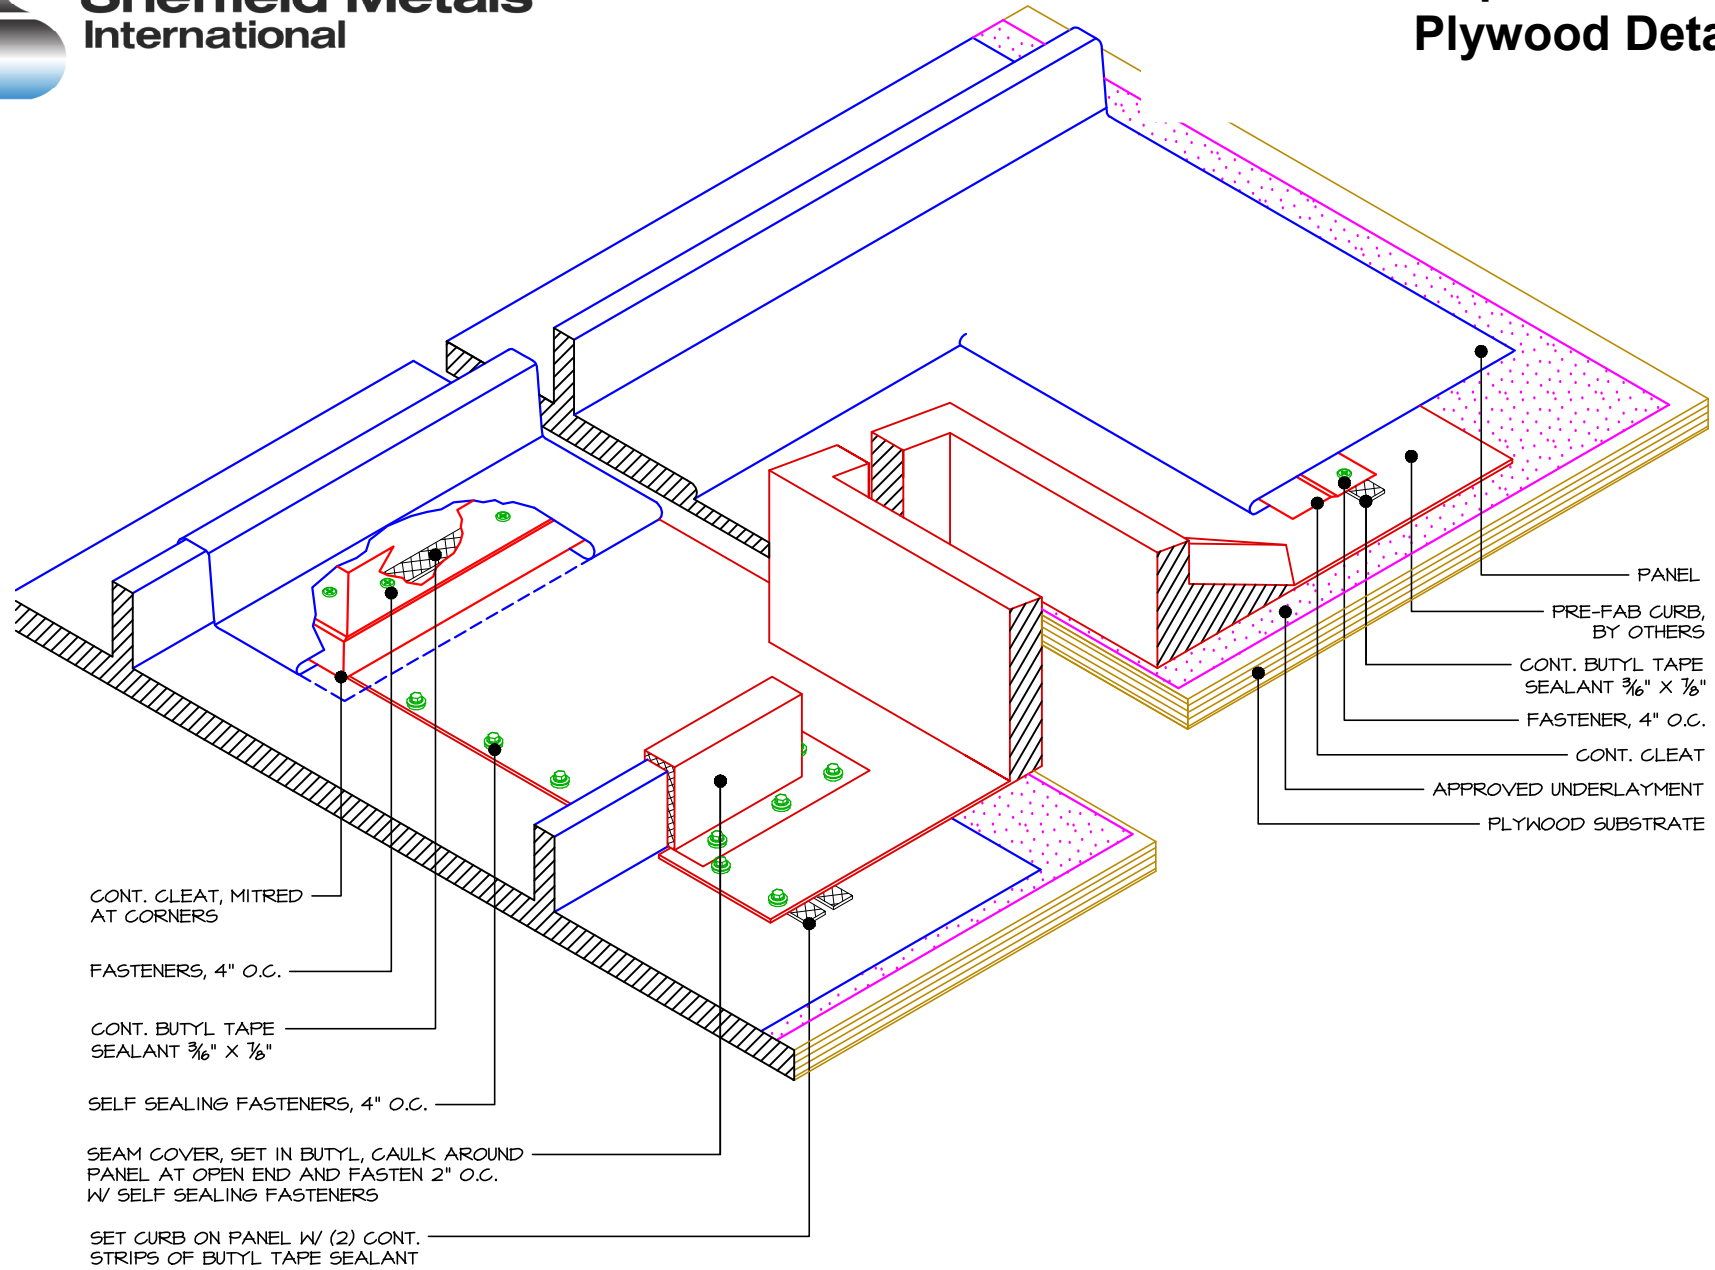 Sheffield Metals
International
Plywood
PANEL
PRE-FAB CURB,
BY OTHERS
CONT. BUTYL TAPE
SEALANT 3/16" X 7/8"
FASTENER, 4" O.C.
CONT. CLEAT
APPROVED UNDERLAYMENT
PLYWOOD SUBSTRATE
CONT. CLEAT, MITRED
AT CORNERS
FASTENERS, 4" O.C.
CONT. BUTYL TAPE
SEALANT 3/16" X 7/8"
SELF SEALING FASTENERS, 4" O.C.
SEAM COVER, SET IN BUTYL, CAULK AROUND
PANEL AT OPEN END AND FASTEN 2" O.C.
W/ SELF SEALING FASTENERS
SET CURB ON PANEL W/ (2) CONT.
STRIPS OF BUTYL TAPE SEALANT